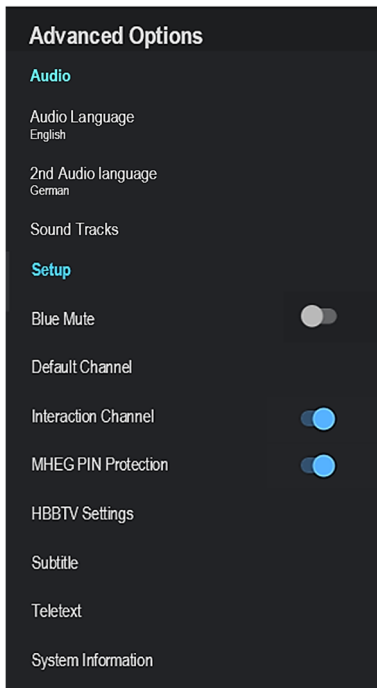 Advanced Options
Audio
Audio Language
English
2nd Audio language
German
Sound Tracks
Setup
Blue Mute
Default Channel
Interaction Channel
MHEG PIN Protection
HBBTV Settings
Subtitle
Teletext
System Information